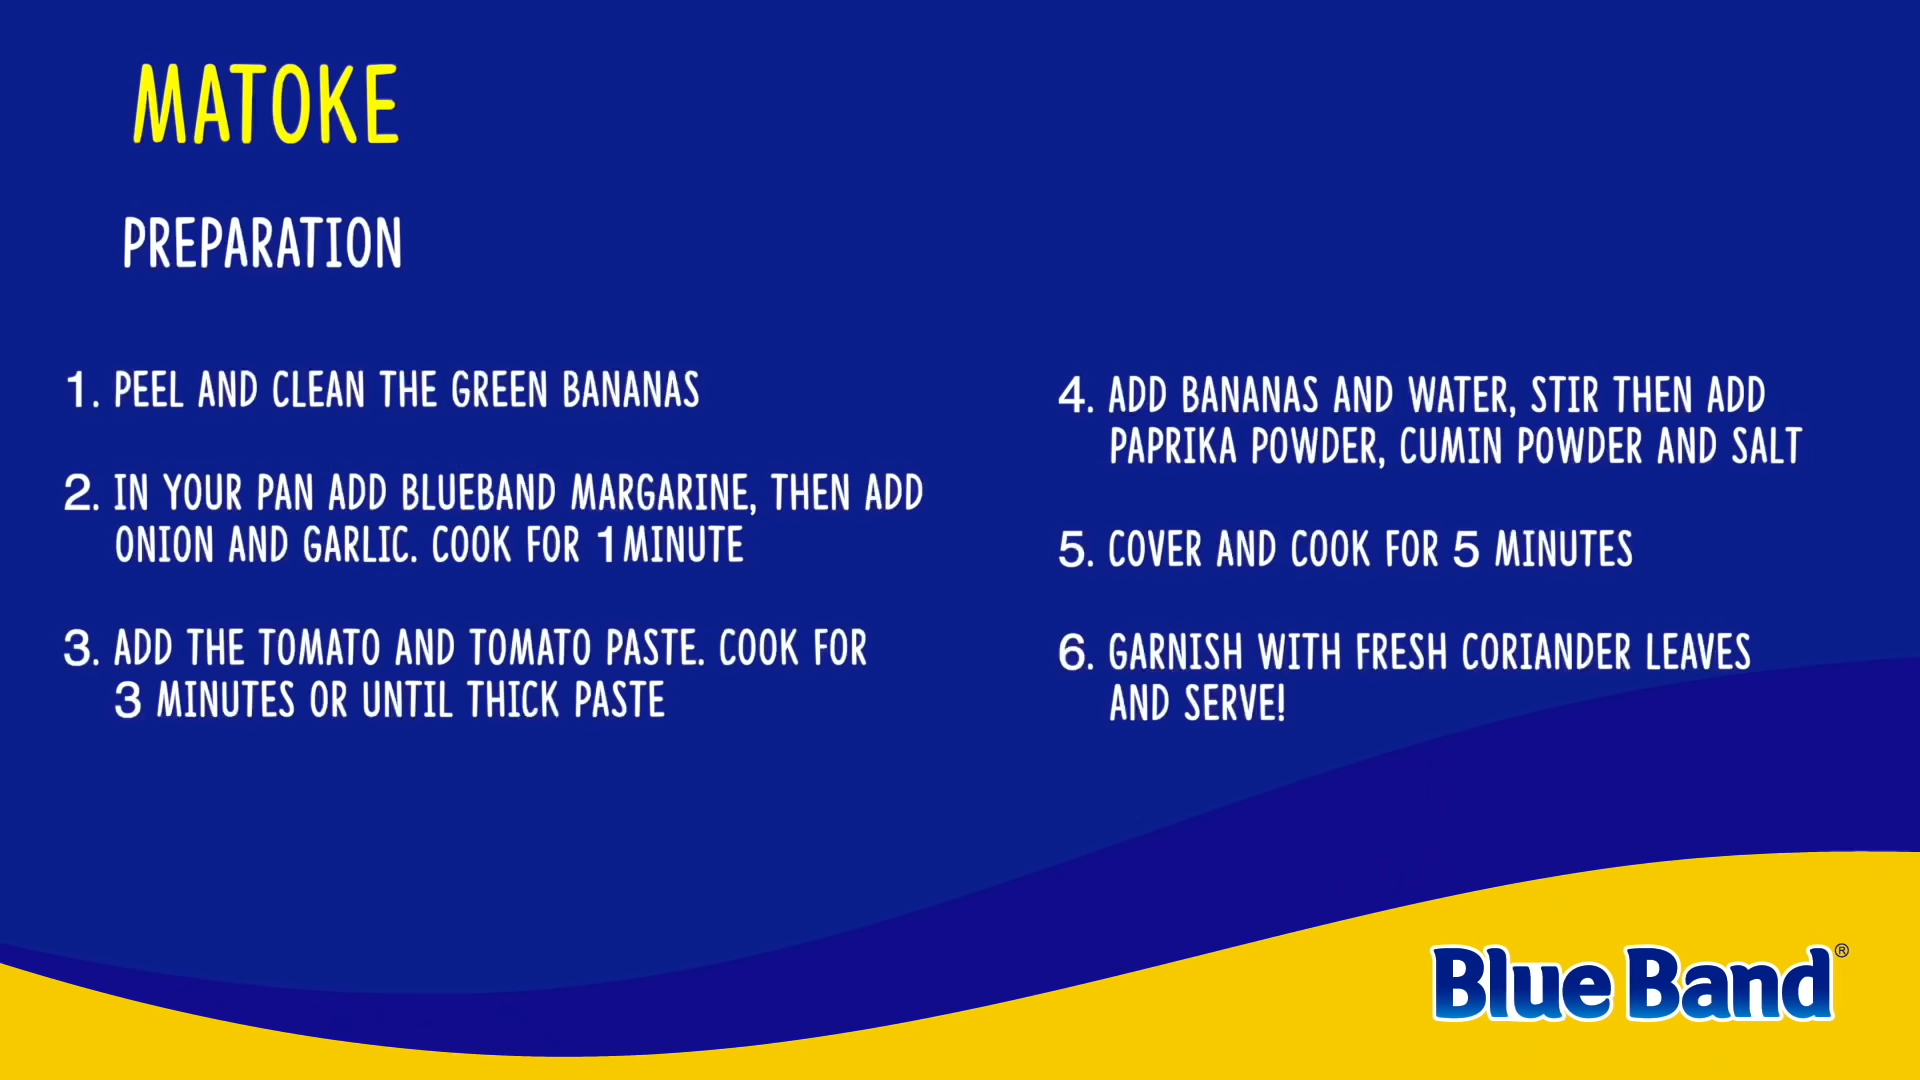 MATOKE
PREPARATION
1. PEEL AND CLEAN THE GREEN BANANAS
2. IN YOUR PAN ADD BLUEBAND MARGARINE, THEN ADD
ONION AND GARLIC. COOK FOR 1 MINUTE
3. ADD THE TOMATO AND TOMATO PASTE. COOK FOR
3 MINUTES OR UNTIL THICK PASTE
4. ADD BANANAS AND WATER, STIR THEN ADD
PAPRIKA POWDER, CUMIN POWDER AND SALT
5. COVER AND COOK FOR 5 MINUTES
6. GARNISH WITH FRESH CORIANDER LEAVES
AND SERVE!
Blue Band®